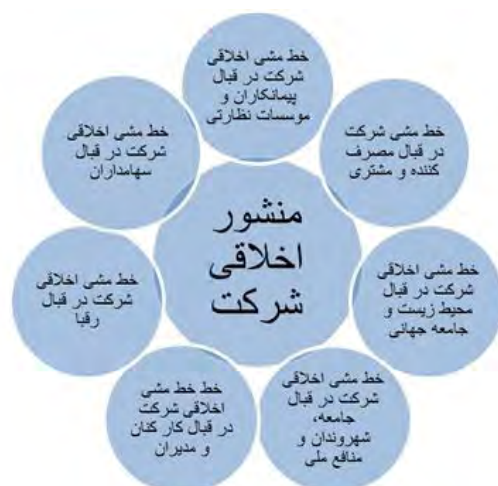 خط مشی اخلاقی
شرکت در قبال
پیمانکاران و
موسسات نظارتی
خط مشی شرکت
در قبال مصرف
کننده و مشتری
خط مشی اخلاقی
شرکت در قبال
محیط زیست و
جامعه جهانی
خط مشی اخلاقی
شرکت در قبال
جامعه،
شهروندان و
منافع ملی
خط خط مشی
اخلاقی شرکت
در قبال کار کنان
و مدیران
خط مشی اخلاقی
شرکت در قبال
رقبا
خط مشی اخلاقی
شرکت در قبال
سهامداران
منشور
اخلاقی
شرکت